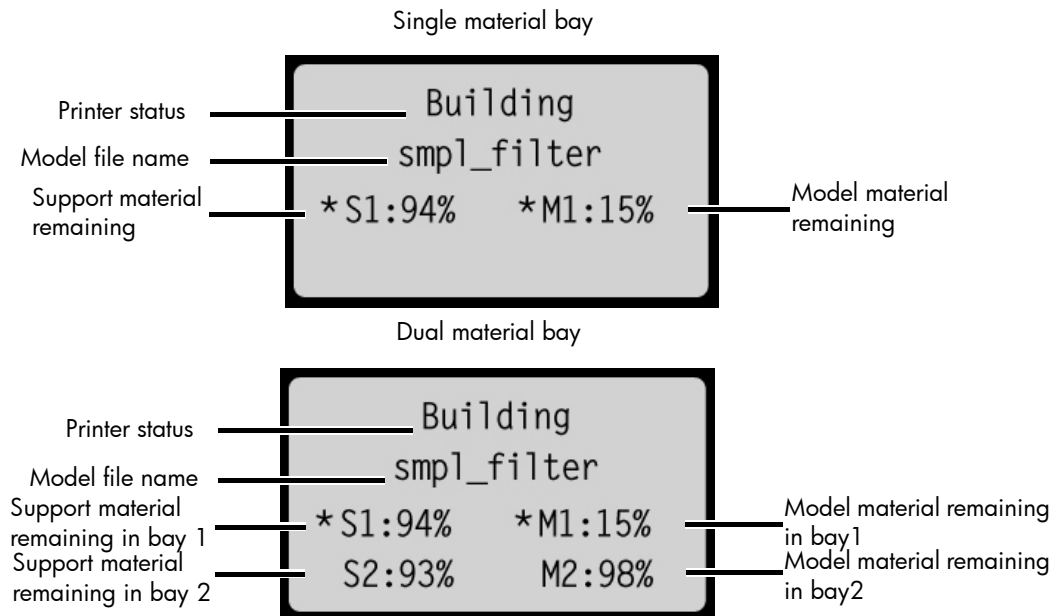 Single material bay
Printer status
Building
Model file name
smpl_filter
Support material
remaining
*S1:94% *M1:15%
Model material
remaining
Dual material bay
Printer status
Building
Model file name
smpl_filter
Support material
remaining in bay 1
*S1:94% *M1:15%
Model material remaining
in bay1
Support material
remaining in bay 2
S2:93% M2:98%
Model material remaining
in bay2